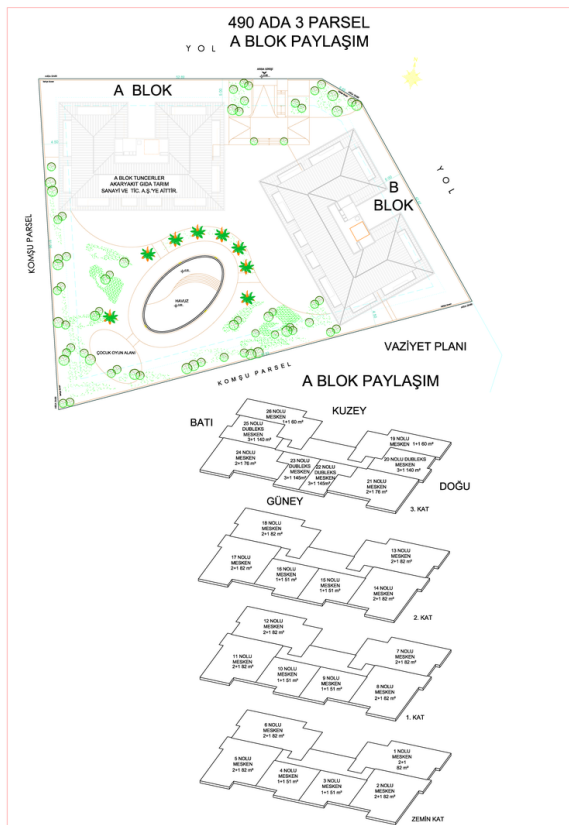 490 ADA 3 PARSEL
A BLOK PAYLAŞIM
YOL
A BLOK
A BLOK TUNCERLER
AKARYAKIT GIDA TARIM
SANAYİ VE TİC. A.Ş.'YE AİTTİR.
B
BLOK
YOL
KOMŞU PARSEL
HAVUZ
ÇOCUK OYUN ALANI
VAZİYET PLANI
KOMŞU PARSEL
A BLOK PAYLAŞIM
KUZEY
BATI
DOĞU
GÜNEY
26 NOLU
MESKEN
1+1 60 m²
25 NOLU
DUBLEKS
MESKEN
3+1 140 m²
19 NOLU
MESKEN 1+1 60 m²
20 NOLU DUBLEKS
MESKEN
3+1 140 m²
24 NOLU
MESKEN
2+1 76 m²
23 NOLU
DUBLEKS
MESKEN
3+1 145m²
22 NOLU
DUBLEKS
MESKEN
3+1 145m²
21 NOLU
MESKEN
2+1 76 m²
3. KAT
18 NOLU
MESKEN
2+1 82 m²
13 NOLU
MESKEN
2+1 82 m²
17 NOLU
MESKEN
2+1 82 m²
16 NOLU
MESKEN
1+1 51 m²
15 NOLU
MESKEN
1+1 51 m²
14 NOLU
MESKEN
2+1 82 m²
2. KAT
12 NOLU
MESKEN
2+1 82 m²
7 NOLU
MESKEN
2+1 82 m²
11 NOLU
MESKEN
2+1 82 m²
10 NOLU
MESKEN
1+1 51 m²
9 NOLU
MESKEN
1+1 51 m²
8 NOLU
MESKEN
2+1 82 m²
1. KAT
6 NOLU
MESKEN
2+1 82 m²
1 NOLU
MESKEN
2+1
82 m²
5 NOLU
MESKEN
2+1 82 m²
4 NOLU
MESKEN
1+1 51 m²
3 NOLU
MESKEN
1+1 51 m²
2 NOLU
MESKEN
2+1 82 m²
ZEMİN KAT